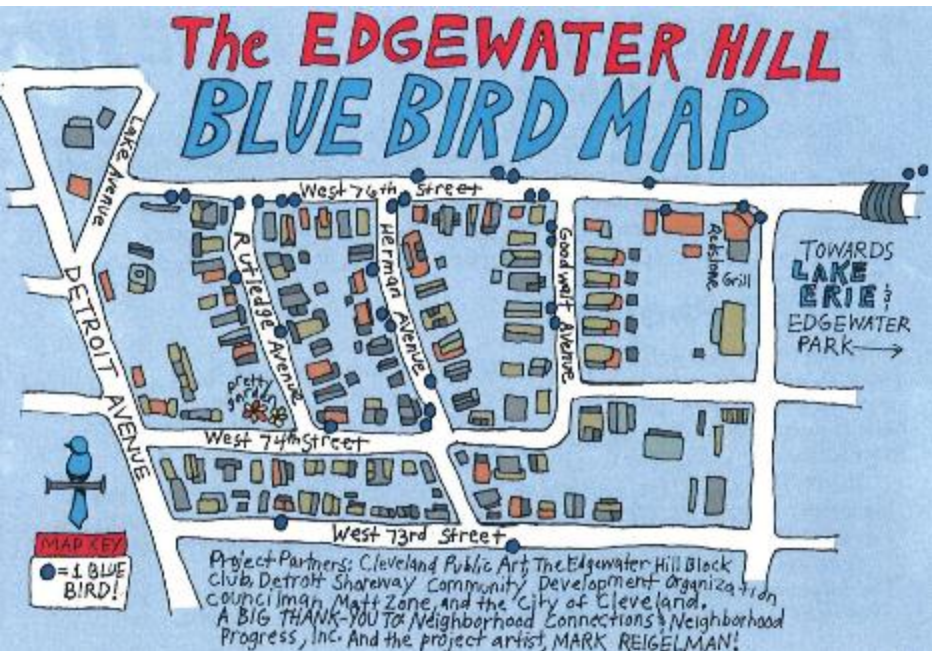 The EDGEWATER HILL
BLUE BIRD MAP
Lake Avenue
West 76th Street
Rutledge Avenue
Herman Avenue
Goodwalt Avenue
Redstone
Grill
TOWARDS
LAKE
ERIE &
EDGEWATER
PARK→
DETROIT AVENUE
pretty
garden
West 74th Street
West 73rd Street
MAP KEY
= 1 BLUE
BIRD!
Project Partners: Cleveland Public Art, The Edgewater Hill Block
Club, Detroit Shoreway Community Development Organization,
Councilman Matt Zone, and the City of Cleveland.
A BIG THANK-YOU TO: Neighborhood Connections & Neighborhood
Progress, Inc. And the project artist, MARK REIGELMAN!